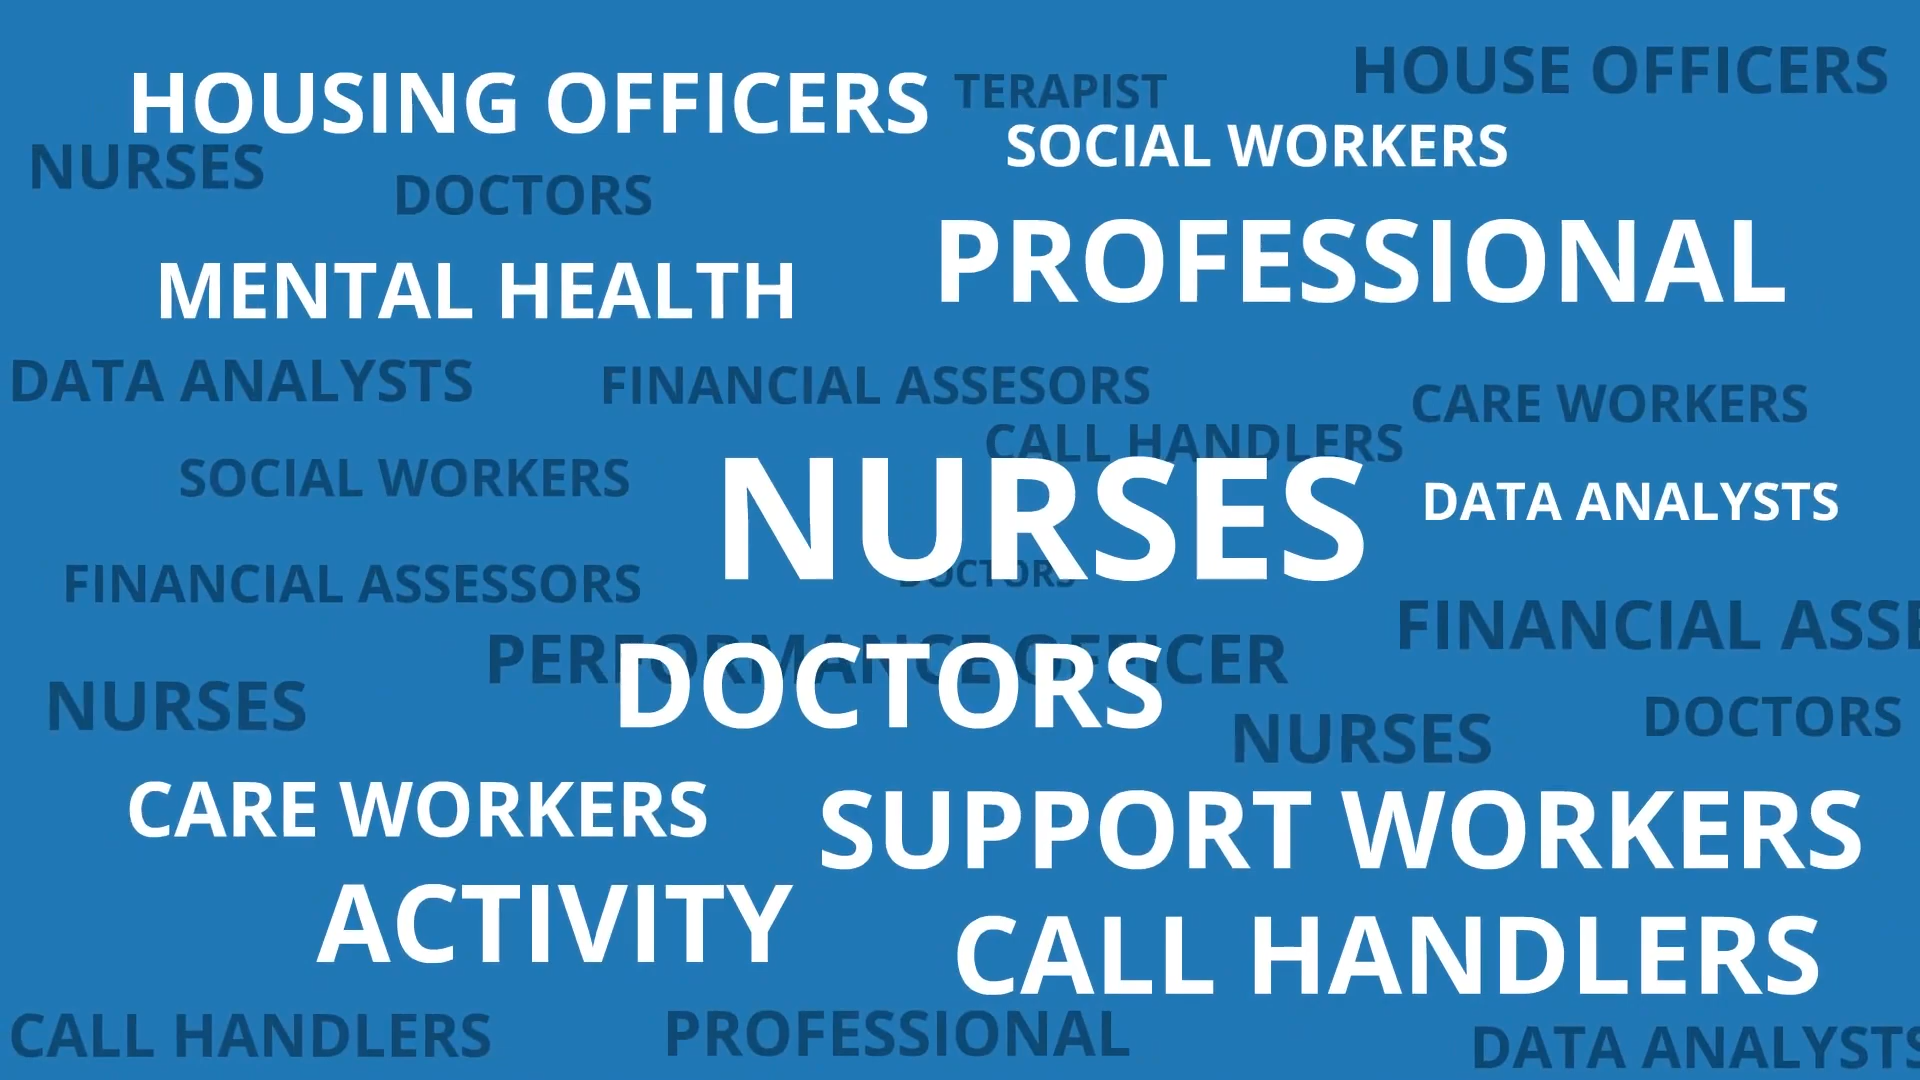 HOUSE OFFICERS
HOUSING OFFICERS
TERAPIST
SOCIAL WORKERS
NURSES
DOCTORS
PROFESSIONAL
MENTAL HEALTH
DATA ANALYSTS
FINANCIAL ASSESORS
CARE WORKERS
CALL HANDLERS
SOCIAL WORKERS
NURSES
DATA ANALYSTS
DOCTORS
FINANCIAL ASSESSORS
FINANCIAL ASSE
PERFORMANCE OFFICER
DOCTORS
NURSES
DOCTORS
NURSES
CARE WORKERS
SUPPORT WORKERS
ACTIVITY
CALL HANDLERS
CALL HANDLERS
PROFESSIONAL
DATA ANALYSTS